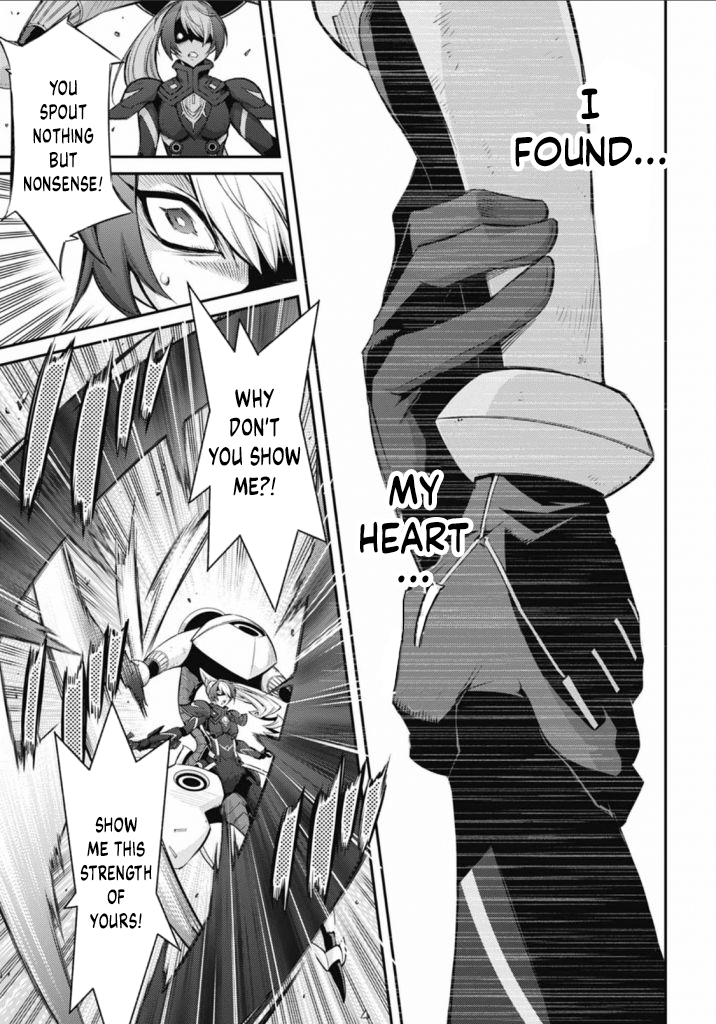 I
FOUND...
MY
HEART
...
YOU
SPOUT
NOTHING
BUT
NONSENSE!
WHY
DON'T
YOU SHOW
ME?!
SHOW
ME THIS
STRENGTH
OF
YOURS!